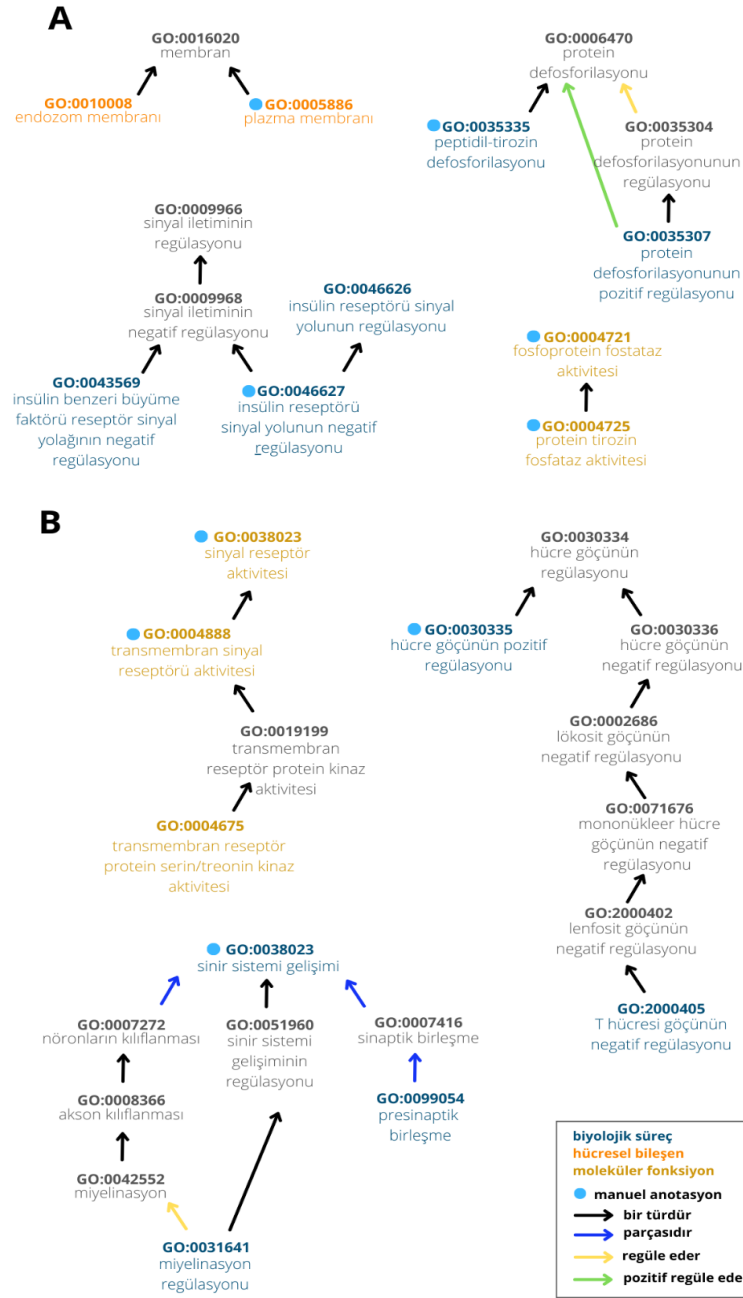 A
GO:0016020
membran
GO:0010008
endozom membranı
GO:0005886
plazma membranı
GO:0006470
protein
defosforilasyonu
GO:0035335
peptidil-tirozin
defosforilasyonu
GO:0035304
protein
defosforilasyonunun
regülasyonu
GO:0035307
protein
defosforilasyonunun
pozitif regülasyonu
GO:0009966
sinyal iletiminin
regülasyonu
GO:0009968
sinyal iletiminin
negatif regülasyonu
GO:0046626
insülin reseptörü sinyal
yolunun regülasyonu
GO:0043569
insülin benzeri büyüme
faktörü reseptör sinyal
yolağının negatif
regülasyonu
GO:0046627
insülin reseptörü
sinyal yolunun negatif
regülasyonu
GO:0004721
fosfoprotein fostataz
aktivitesi
GO:0004725
protein tirozin
fosfataz aktivitesi
B
GO:0038023
sinyal reseptör
aktivitesi
GO:0004888
transmembran sinyal
reseptörü aktivitesi
GO:0019199
transmembran
reseptör protein kinaz
aktivitesi
GO:0004675
transmembran reseptör
protein serin/treonin kinaz
aktivitesi
GO:0030334
hücre göçünün
regülasyonu
GO:0030335
hücre göçünün pozitif
regülasyonu
GO:0030336
hücre göçünün
negatif regülasyonu
GO:0002686
lökosit göçünün
negatif regülasyonu
GO:0071676
mononükleer hücre
göçünün negatif
regülasyonu
GO:2000402
lenfosit göçünün
negatif regülasyonu
GO:2000405
T hücresi göçünün
negatif regülasyonu
GO:0038023
sinir sistemi gelişimi
GO:0007272
nöronların kılıflanması
GO:0051960
sinir sistemi
gelişiminin
regülasyonu
GO:0007416
sinaptik birleşme
GO:0008366
akson kılıflanması
GO:0099054
presinaptik
birleşme
GO:0042552
miyelinasyon
GO:0031641
miyelinasyon
regülasyonu
biyolojik süreç
hücresel bileşen
moleküler fonksiyon
manuel anotasyon
bir türdür
parçasıdır
regüle eder
pozitif regüle ede